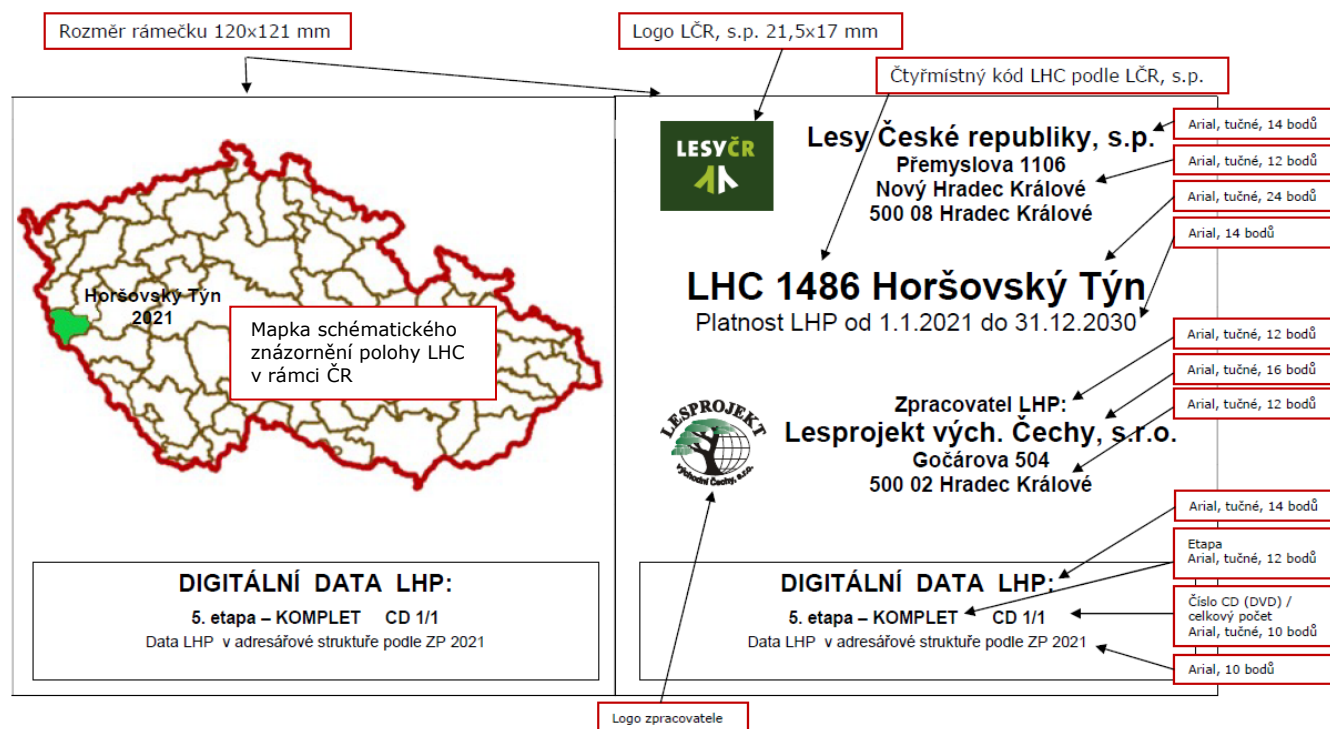 Rozměr rámečku 120x121 mm
Logo LČR, s.p. 21,5x17 mm
Čtyřmístný kód LHC podle LČR, s.p.
Horšovský Týn
2021
Mapka schématického
znázornění polohy LHC
v rámci ČR
DIGITÁLNÍ DATA LHP:
5. etapa – KOMPLET CD 1/1
Data LHP v adresářové struktuře podle ZP 2021
LESYČR
Lesy České republiky, s.p.
Přemyslova 1106
Nový Hradec Králové
500 08 Hradec Králové
LHC 1486 Horšovský Týn
Platnost LHP od 1.1.2021 do 31.12.2030
LESPROJEKT
východní Čechy, s.r.o.
Zpracovatel LHP:
Lesprojekt vých. Čechy, s.r.o.
Gočárova 504
500 02 Hradec Králové
DIGITÁLNÍ DATA LHP:
5. etapa – KOMPLET CD 1/1
Data LHP v adresářové struktuře podle ZP 2021
Arial, tučné, 14 bodů
Arial, tučné, 12 bodů
Arial, tučné, 24 bodů
Arial, 14 bodů
Arial, tučné, 12 bodů
Arial, tučné, 16 bodů
Arial, tučné, 12 bodů
Arial, tučné, 14 bodů
Etapa
Arial, tučné, 12 bodů
Číslo CD (DVD) /
celkový počet
Arial, tučné, 10 bodů
Arial, 10 bodů
Logo zpracovatele